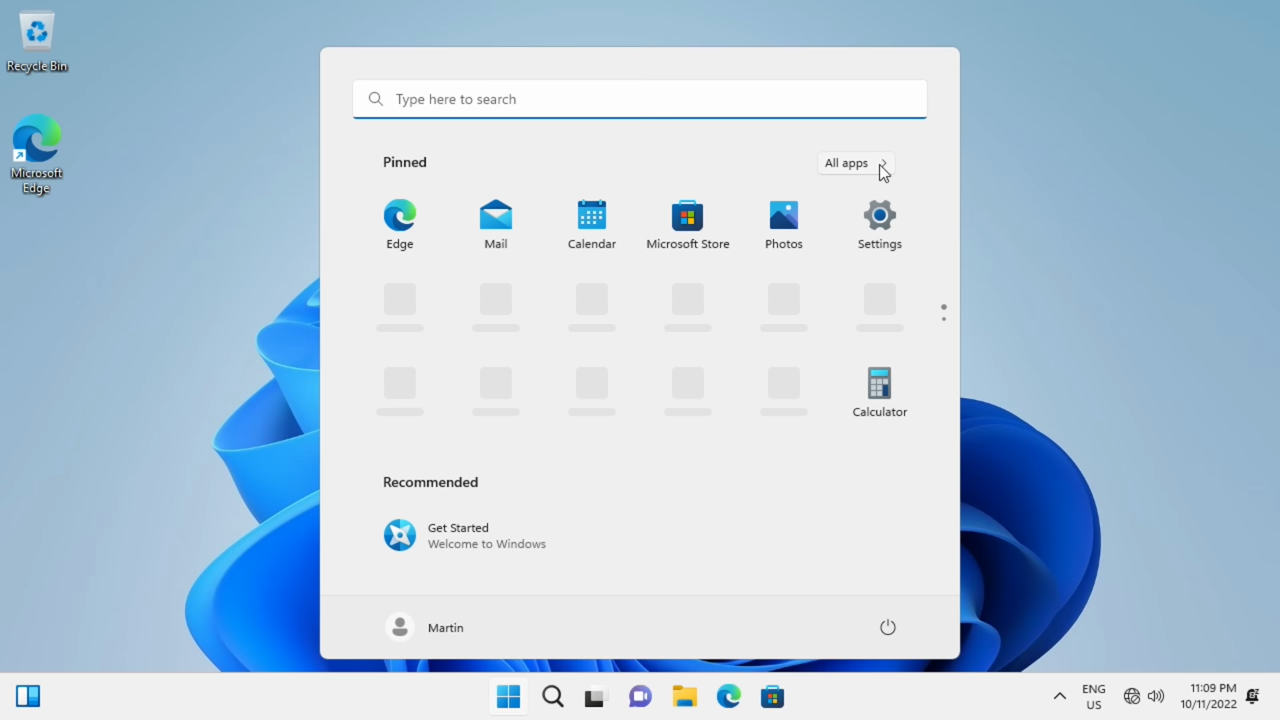 Recycle Bin
Microsoft
Edge
Type here to search
Pinned
All apps
Edge
Mail
Calendar
Microsoft Store
Photos
Settings
Calculator
Recommended
Get Started
Welcome to Windows
Martin
ENG
US
11:09 PM
10/11/2022